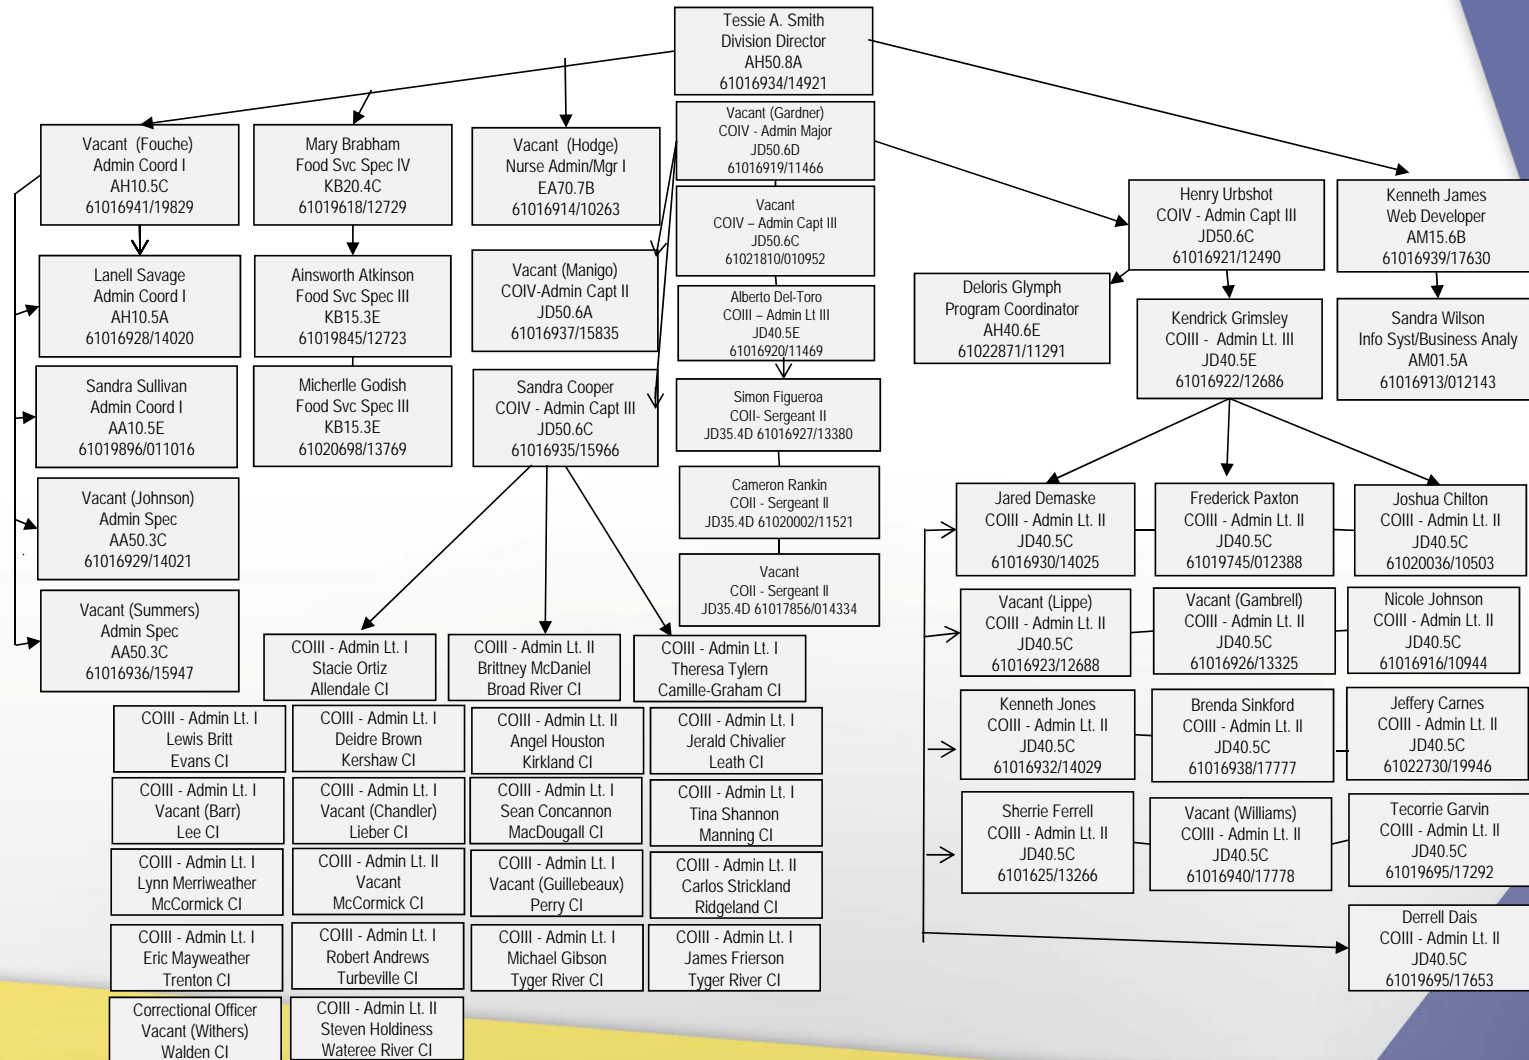 Tessie A. Smith
Division Director
AH50.8A
61016934/14921
Vacant (Fouche)
Admin Coord I
AH10.5C
61016941/19829
Mary Brabham
Food Svc Spec IV
KB20.4C
61019618/12729
Vacant (Hodge)
Nurse Admin/Mgr I
EA70.7B
61016914/10263
Vacant (Gardner)
COIV - Admin Major
JD50.6D
61016919/11466
Henry Urbshot
COIV - Admin Capt III
JD50.6C
61016921/12490
Kenneth James
Web Developer
AM15.6B
61016939/17630
Vacant
COIV – Admin Capt III
JD50.6C
61021810/010952
Lanell Savage
Admin Coord I
AH10.5A
61016928/14020
Ainsworth Atkinson
Food Svc Spec III
KB15.3E
61019845/12723
Vacant (Manigo)
COIV-Admin Capt II
JD50.6A
61016937/15835
Alberto Del-Toro
COIII – Admin Lt III
JD40.5E
61016920/11469
Deloris Glymph
Program Coordinator
AH40.6E
61022871/11291
Kendrick Grimsley
COIII - Admin Lt. III
JD40.5E
61016922/12686
Sandra Wilson
Info Syst/Business Analy
AM01.5A
61016913/012143
Sandra Sullivan
Admin Coord I
AA10.5E
61019896/011016
Micherlle Godish
Food Svc Spec III
KB15.3E
61020698/13769
Sandra Cooper
COIV - Admin Capt III
JD50.6C
61016935/15966
Simon Figueroa
COII- Sergeant II
JD35.4D 61016927/13380
Vacant (Johnson)
Admin Spec
AA50.3C
61016929/14021
Cameron Rankin
COII - Sergeant II
JD35.4D 61020002/11521
Jared Demaske
COIII - Admin Lt. II
JD40.5C
61016930/14025
Frederick Paxton
COIII - Admin Lt. II
JD40.5C
61019745/012388
Joshua Chilton
COIII - Admin Lt. II
JD40.5C
61020036/10503
Vacant (Summers)
Admin Spec
AA50.3C
61016936/15947
Vacant
COII - Sergeant II
JD35.4D 61017856/014334
Vacant (Lippe)
COIII - Admin Lt. II
JD40.5C
61016923/12688
Vacant (Gambrell)
COIII - Admin Lt. II
JD40.5C
61016926/13325
Nicole Johnson
COIII - Admin Lt. II
JD40.5C
61016916/10944
COIII - Admin Lt. I
Stacie Ortiz
Allendale CI
COIII - Admin Lt. II
Brittney McDaniel
Broad River CI
COIII - Admin Lt. I
Theresa Tylern
Camille-Graham CI
Kenneth Jones
COIII - Admin Lt. II
JD40.5C
61016932/14029
Brenda Sinkford
COIII - Admin Lt. II
JD40.5C
61016938/17777
Jeffery Carnes
COIII - Admin Lt. II
JD40.5C
61022730/19946
COIII - Admin Lt. I
Lewis Britt
Evans CI
COIII - Admin Lt. I
Deidre Brown
Kershaw CI
COIII - Admin Lt. II
Angel Houston
Kirkland CI
COIII - Admin Lt. I
Jerald Chivalier
Leath CI
COIII - Admin Lt. I
Vacant (Barr)
Lee CI
COIII - Admin Lt. I
Vacant (Chandler)
Lieber CI
COIII - Admin Lt. I
Sean Concannon
MacDougall CI
COIII - Admin Lt. I
Tina Shannon
Manning CI
Sherrie Ferrell
COIII - Admin Lt. II
JD40.5C
6101625/13266
Vacant (Williams)
COIII - Admin Lt. II
JD40.5C
61016940/17778
Tecorrie Garvin
COIII - Admin Lt. II
JD40.5C
61019695/17292
COIII - Admin Lt. I
Lynn Merriweather
McCormick CI
COIII - Admin Lt. II
Vacant
McCormick CI
COIII - Admin Lt. I
Vacant (Guillebeaux)
Perry CI
COIII - Admin Lt. II
Carlos Strickland
Ridgeland CI
COIII - Admin Lt. I
Eric Mayweather
Trenton CI
COIII - Admin Lt. I
Robert Andrews
Turbeville CI
COIII - Admin Lt. I
Michael Gibson
Tyger River CI
COIII - Admin Lt. I
James Frierson
Tyger River CI
Derrell Dais
COIII - Admin Lt. II
JD40.5C
61019695/17653
Correctional Officer
Vacant (Withers)
Walden CI
COIII - Admin Lt. II
Steven Holdiness
Wateree River CI